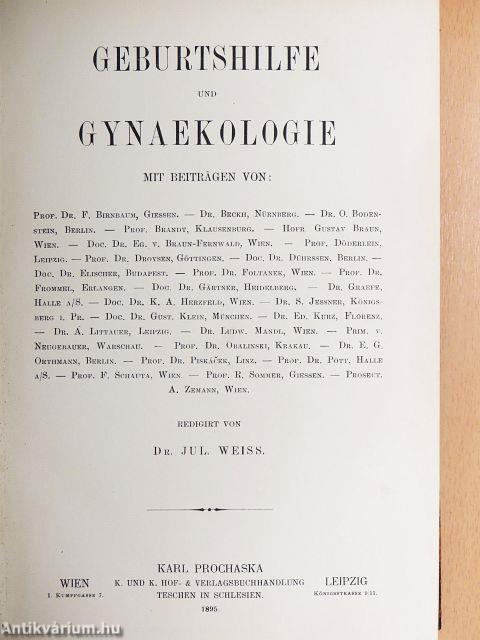 GEBURTSHILFE
UND
GYNAEKOLOGIE
MIT BEITRÄGEN VON:
PROF. DR. F. BIRNBAUM, GIESSEN. — DR. BECKH, NÜRNBERG. — DR. O. BODEN-
STEIN, BERLIN. — PROF. BRANDT, KLAUSENBURG. — HOFR. GUSTAV BRAUN,
WIEN. — DOC. DR. EG. V. BRAUN-FERNWALD, WIEN. — PROF. DÖDERLEIN,
LEIPZIG. — PROF. DR. DROYSEN, GÖTTINGEN. — DOC. DR. DÜHRSSEN, BERLIN. —
DOC. DR. ELISCHER, BUDAPEST. — PROF. DR. FOLTANEK, WIEN. — PROF. DR.
FROMMEL, ERLANGEN. — DOC. DR. GÄRTNER, HEIDELBERG. — DR. GRAEFE,
HALLE A/S. — DOC. DR. K. A. HERZFELD, WIEN. — DR. S. JESSNER, KÖNIGS-
BERG I. PR. — DOC. DR. GUST. KLEIN, MÜNCHEN. — DR. ED. KURZ, FLORENZ,
— DR. A. LITTAUER, LEIPZIG. — DR. LUDW. MANDL, WIEN. — PRIM. V.
NEUGEBAUER, WARSCHAU. — PROF. DR. OBALINSKI, KRAKAU. — DR. E. G.
ORTHMANN, BERLIN. — PROF. DR. PISKÁČEK, LINZ. — PROF. DR. POTT, HALLE
A/S. — PROF. F. SCHAUTA, WIEN. — PROF. R. SOMMER, GIESSEN. — PROSECT.
A. ZEMANN, WIEN.
REDIGIRT VON
DR. JUL. WEISS.
KARL PROCHASKA
WIEN K. UND K. HOF- & VERLAGSBUCHHANDLUNG LEIPZIG
I. KUMPFGASSE 7. TESCHEN IN SCHLESIEN. KÖNIGSSTRASSE 9/11.
1895.
Antikvárium.hu